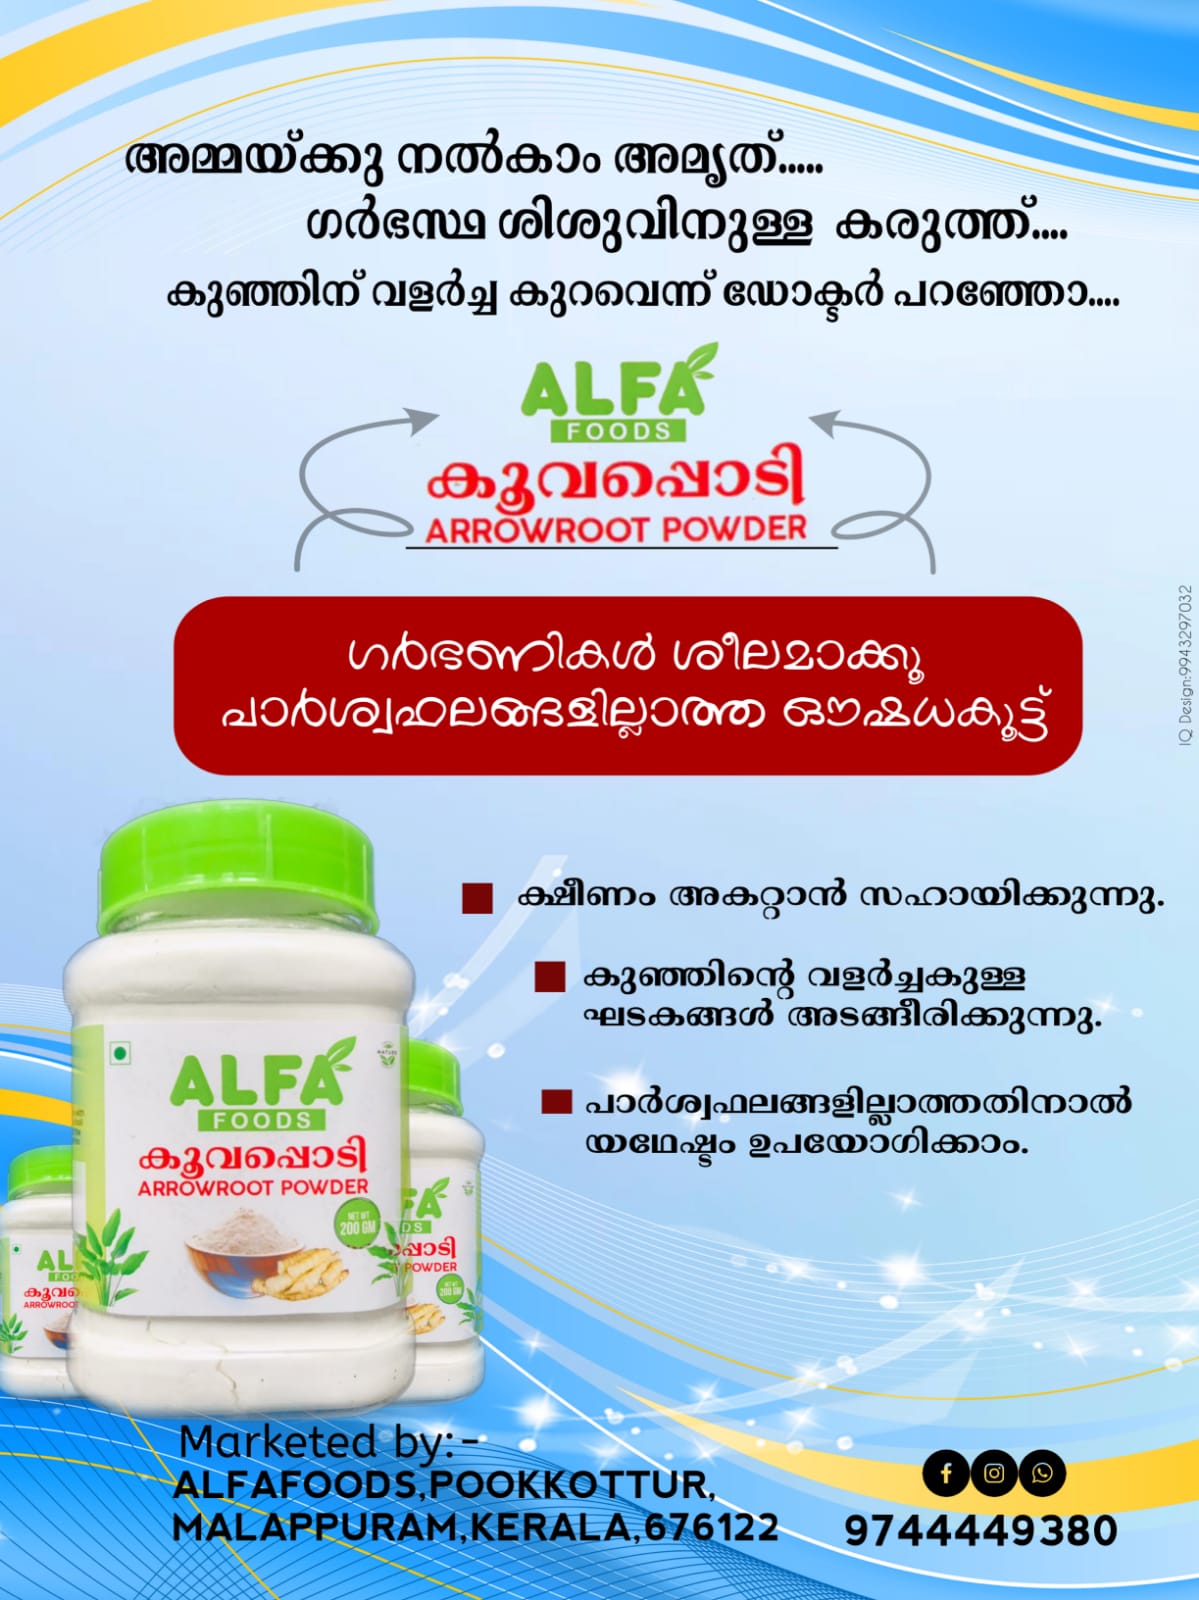 അമ്മയ്ക്കു നൽകാം അമൃത്.....
ഗർഭസ്ഥ ശിശുവിനുള്ള കരുത്ത്....
കുഞ്ഞിന് വളർച്ച കുറവെന്ന് ഡോക്ടർ പറഞ്ഞോ....
ALFA
FOODS
കൂവപ്പൊടി
ARROWROOT POWDER
ഗർഭണികൾ ശീലമാക്കൂ
പാർശ്വഫലങ്ങളില്ലാത്ത ഔഷധകൂട്ട്
IQ Design:9943297032
ക്ഷീണം അകറ്റാൻ സഹായിക്കുന്നു.
കുഞ്ഞിന്റെ വളർച്ചകുള്ള
ഘടകങ്ങൾ അടങ്ങീരിക്കുന്നു.
പാർശ്വഫലങ്ങളില്ലാത്തതിനാൽ
യഥേഷ്ടം ഉപയോഗിക്കാം.
ALFA
FOODS
കൂവപ്പൊടി
ARROWROOT POWDER
NET WT
200 GM
Marketed by:-
ALFAFOODS,POOKKOTTUR,
MALAPPURAM,KERALA,676122
9744449380